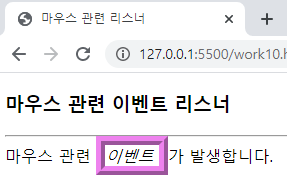 마우스 관련 리스너
127.0.0.1:5500/work10.h
마우스 관련 이벤트 리스너
마우스 관련 이벤트 가 발생합니다.